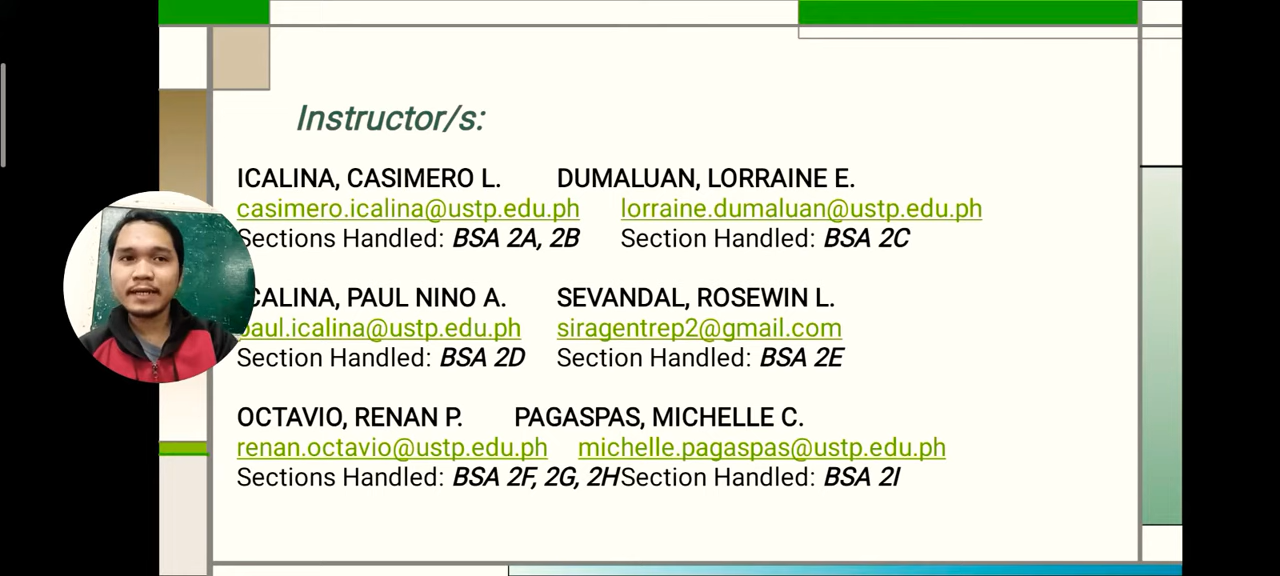 Instructor/s:
ICALINA, CASIMERO L. DUMALUAN, LORRAINE E.
casimero.icalina@ustp.edu.ph lorraine.dumaluan@ustp.edu.ph
Sections Handled: BSA 2A, 2B Section Handled: BSA 2C
ICALINA, PAUL NINO A. SEVANDAL, ROSEWIN L.
paul.icalina@ustp.edu.ph siragentrep2@gmail.com
Section Handled: BSA 2D Section Handled: BSA 2E
OCTAVIO, RENAN P. PAGASPAS, MICHELLE C.
renan.octavio@ustp.edu.ph michelle.pagaspas@ustp.edu.ph
Sections Handled: BSA 2F, 2G, 2HSection Handled: BSA 2I